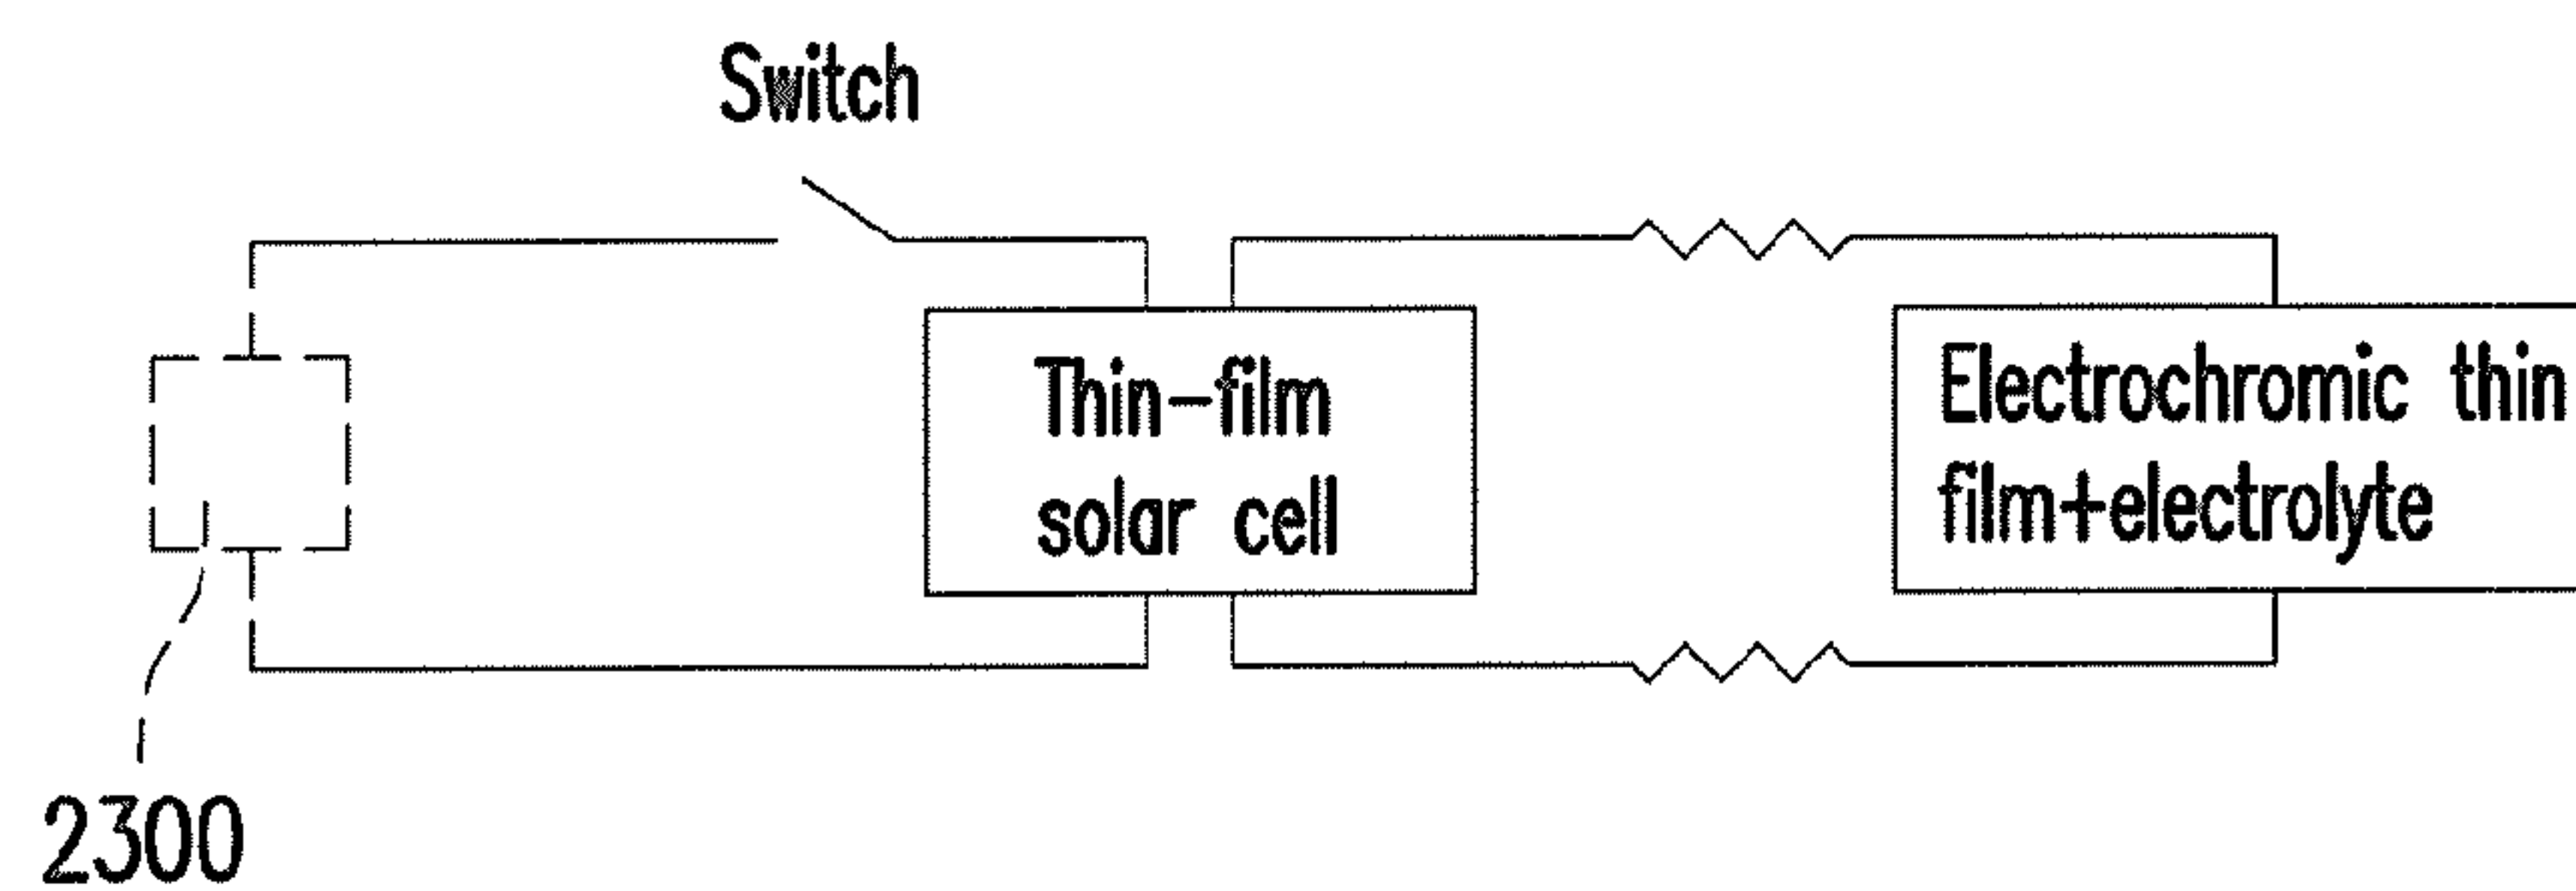 Switch
Thin-film
solar cell
Electrochromic thin
film+electrolyte
2300